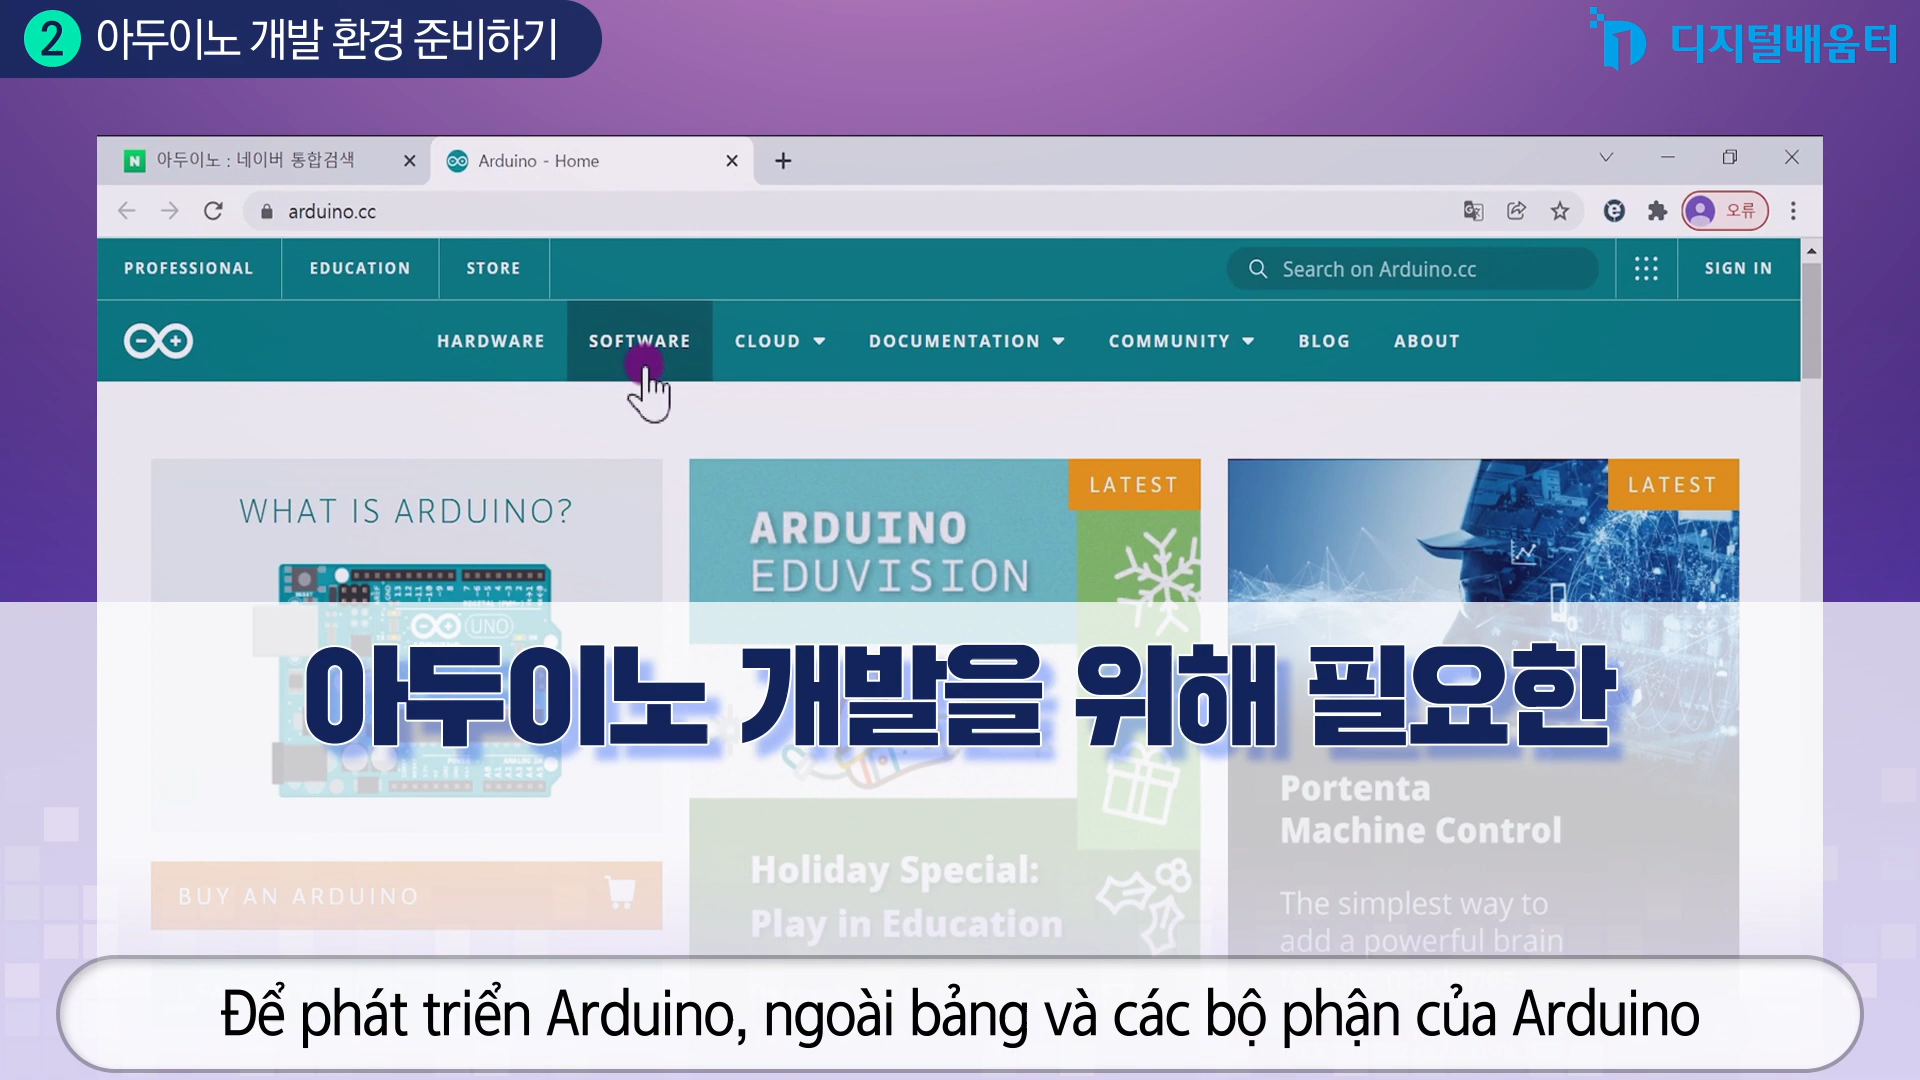 2 아두이노 개발 환경 준비하기
디지털배움터
아두이노 : 네이버 통합검색
Arduino - Home
arduino.cc
오류
PROFESSIONAL
EDUCATION
STORE
Search on Arduino.cc
SIGN IN
HARDWARE
SOFTWARE
CLOUD
DOCUMENTATION
COMMUNITY
BLOG
ABOUT
WHAT IS ARDUINO?
UNO
BUY AN ARDUINO
LATEST
ARDUINO
EDUVISION
Holiday Special:
Play in Education
LATEST
Portenta
Machine Control
The simplest way to
add a powerful brain
아두이노 개발을 위해 필요한
Để phát triển Arduino, ngoài bảng và các bộ phận của Arduino